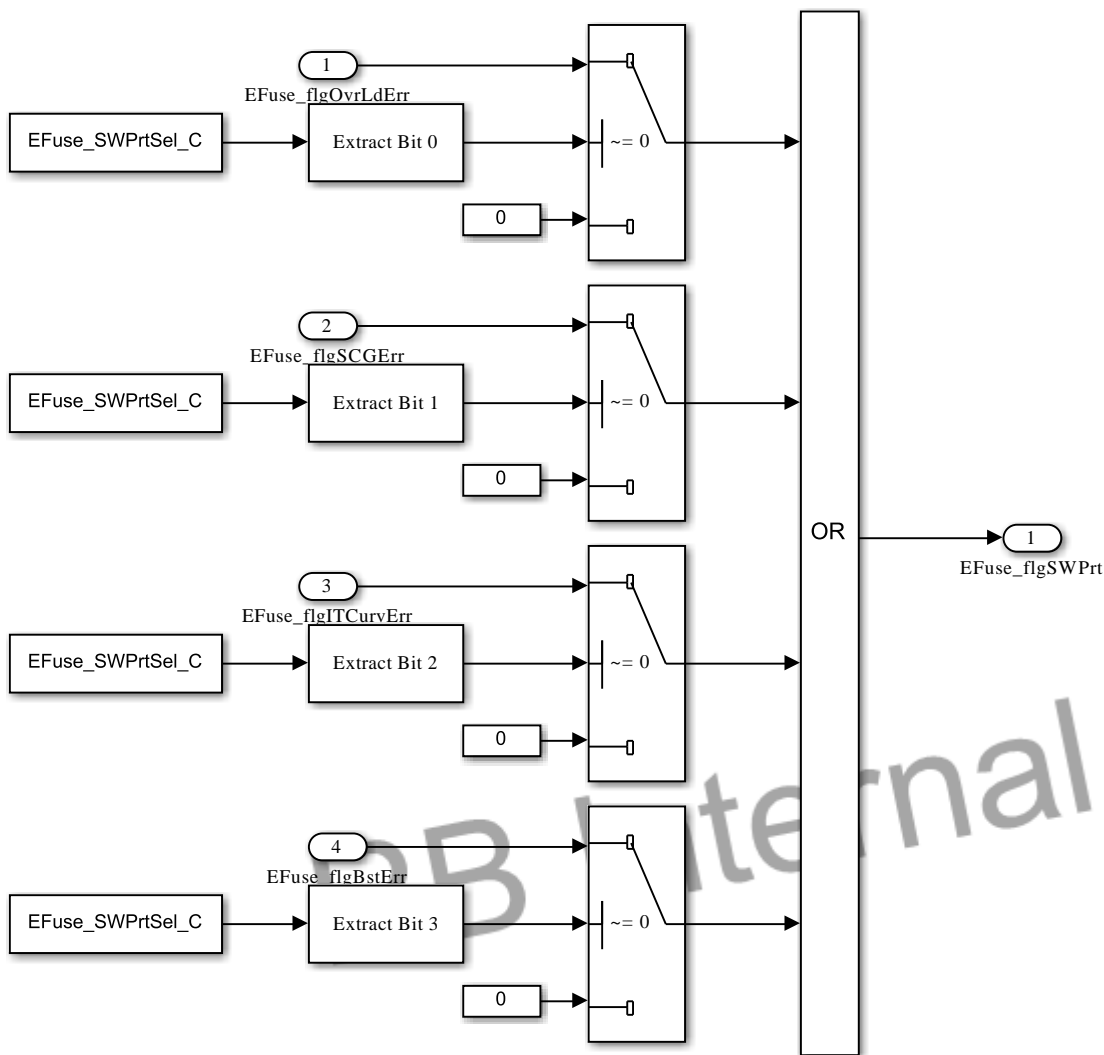 1
EFuse_flgOvrLdErr
EFuse_SWPrtSel_C
Extract Bit 0
~= 0
0
2
EFuse_flgSCGErr
EFuse_SWPrtSel_C
Extract Bit 1
~= 0
0
OR
1
EFuse_flgSWPrt
3
EFuse_flgITCurvErr
EFuse_SWPrtSel_C
Extract Bit 2
~= 0
0
4
EFuse_flgBstErr
EFuse_SWPrtSel_C
Extract Bit 3
~= 0
0
Internal